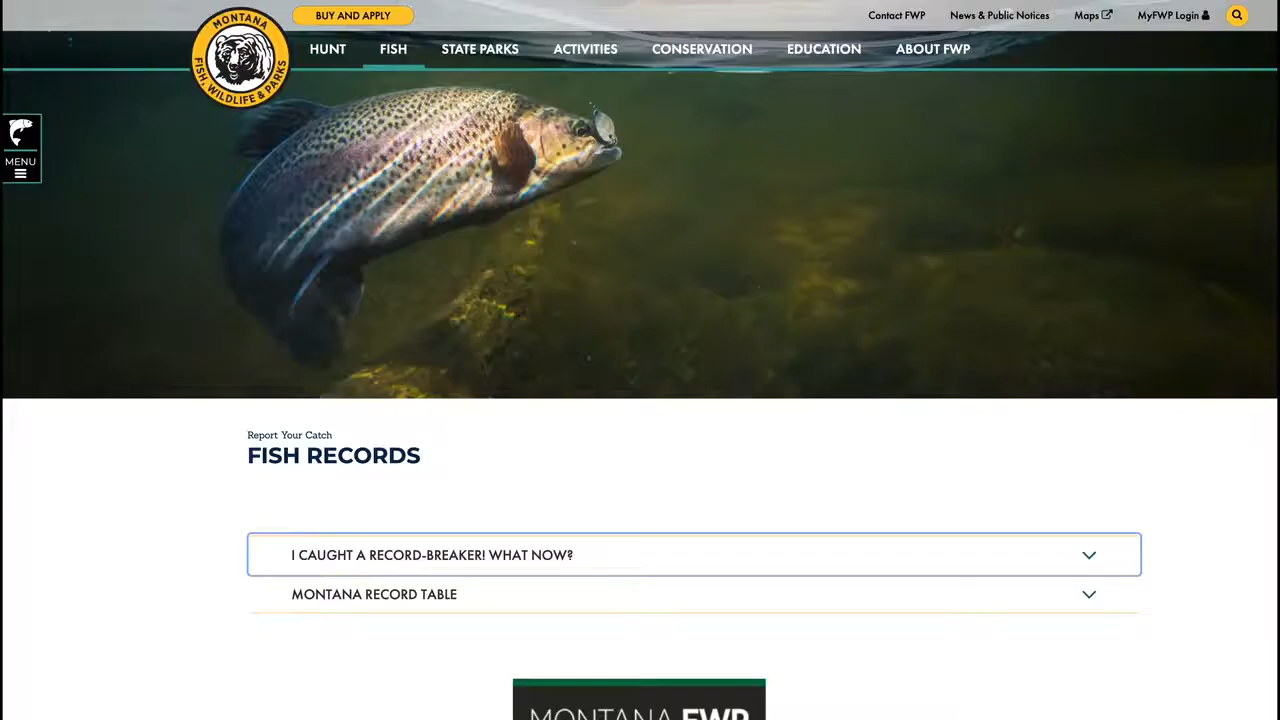 BUY AND APPLY
Contact FWP
News & Public Notices
Maps
MyFWP Login
MONTANA
FISH, WILDLIFE & PARKS
HUNT
FISH
STATE PARKS
ACTIVITIES
CONSERVATION
EDUCATION
ABOUT FWP
MENU
Report Your Catch
FISH RECORDS
I CAUGHT A RECORD-BREAKER! WHAT NOW?
MONTANA RECORD TABLE
MONTANA FWP